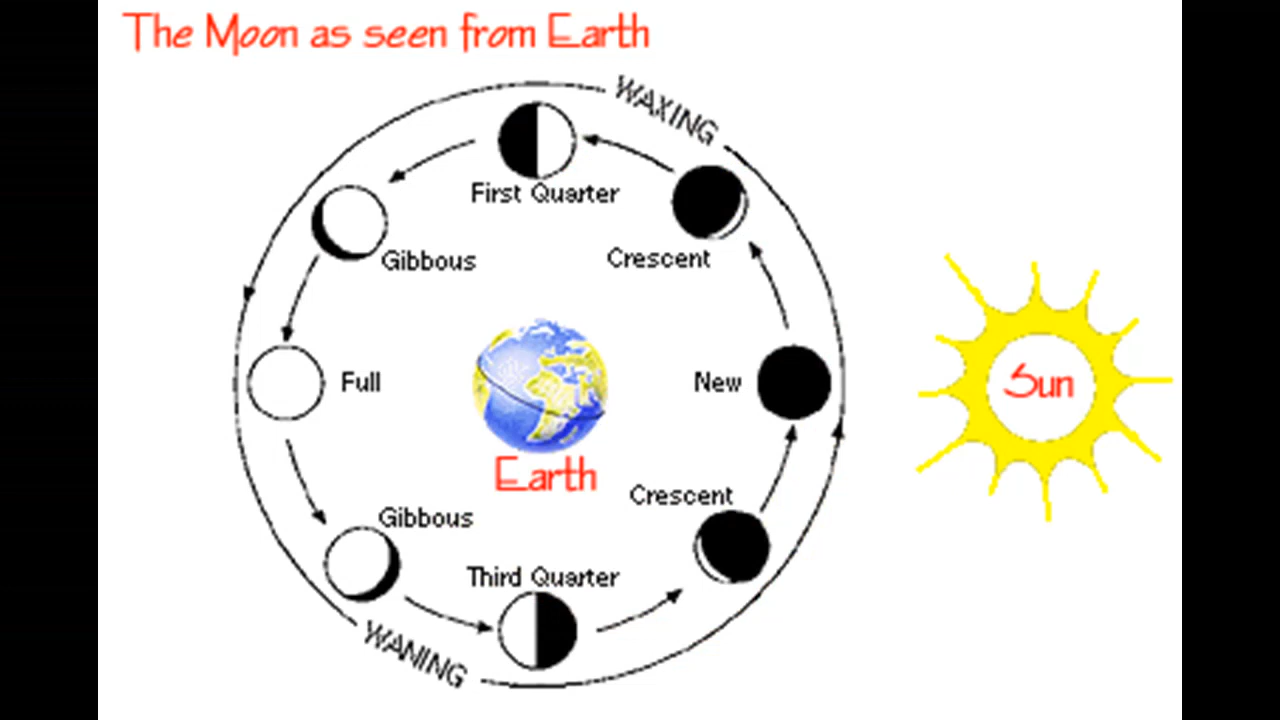 The Moon as seen from Earth
WAXING
First Quarter
Gibbous
Crescent
Full
New
Sun
Earth
Crescent
Gibbous
Third Quarter
WANING